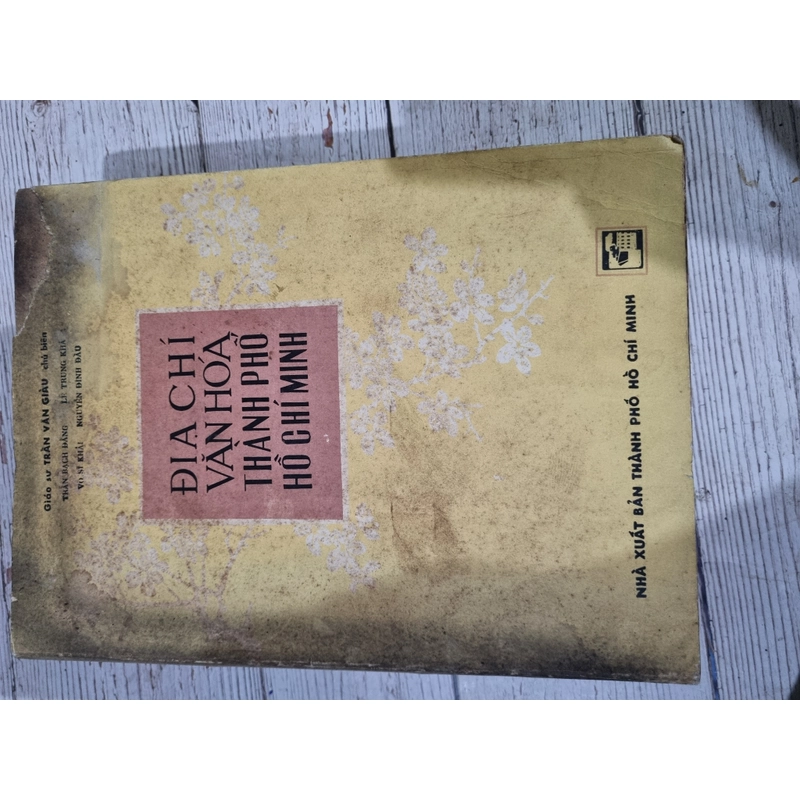 Giáo sư TRẦN VĂN GIÀU chủ biên
TRẦN BẠCH ĐẰNG LÊ TRUNG KHÁ
VÕ SĨ KHẢI NGUYỄN ĐÌNH ĐẦU
ĐỊA CHÍ
VĂN HÓA
THÀNH PHỐ
HỒ CHÍ MINH
NHÀ XUẤT BẢN THÀNH PHỐ HỒ CHÍ MINH